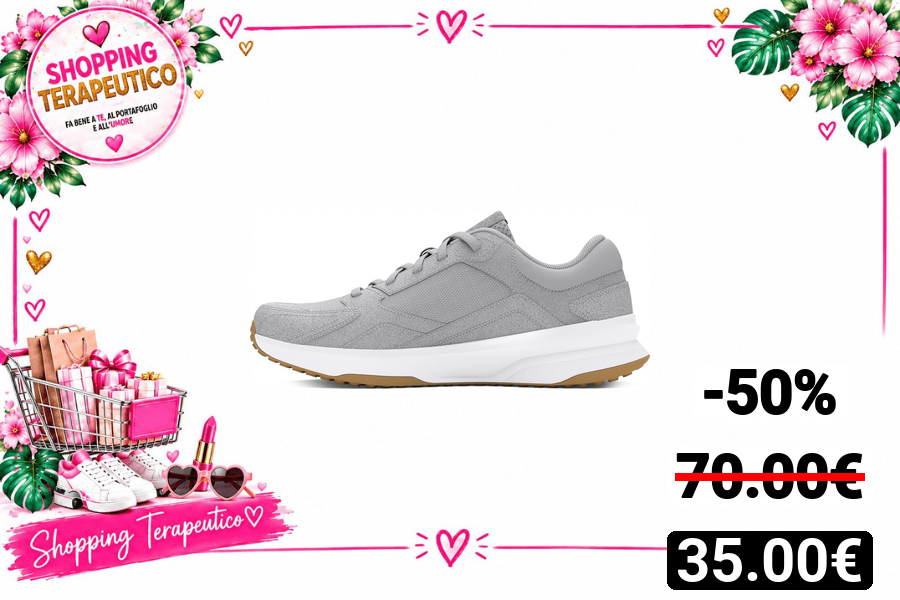 SHOPPING
TERAPEUTICO
FA BENE A TE, AL PORTAFOGLIO
E ALL'UMORE
-50%
70.00€
35.00€
Shopping Terapeutico